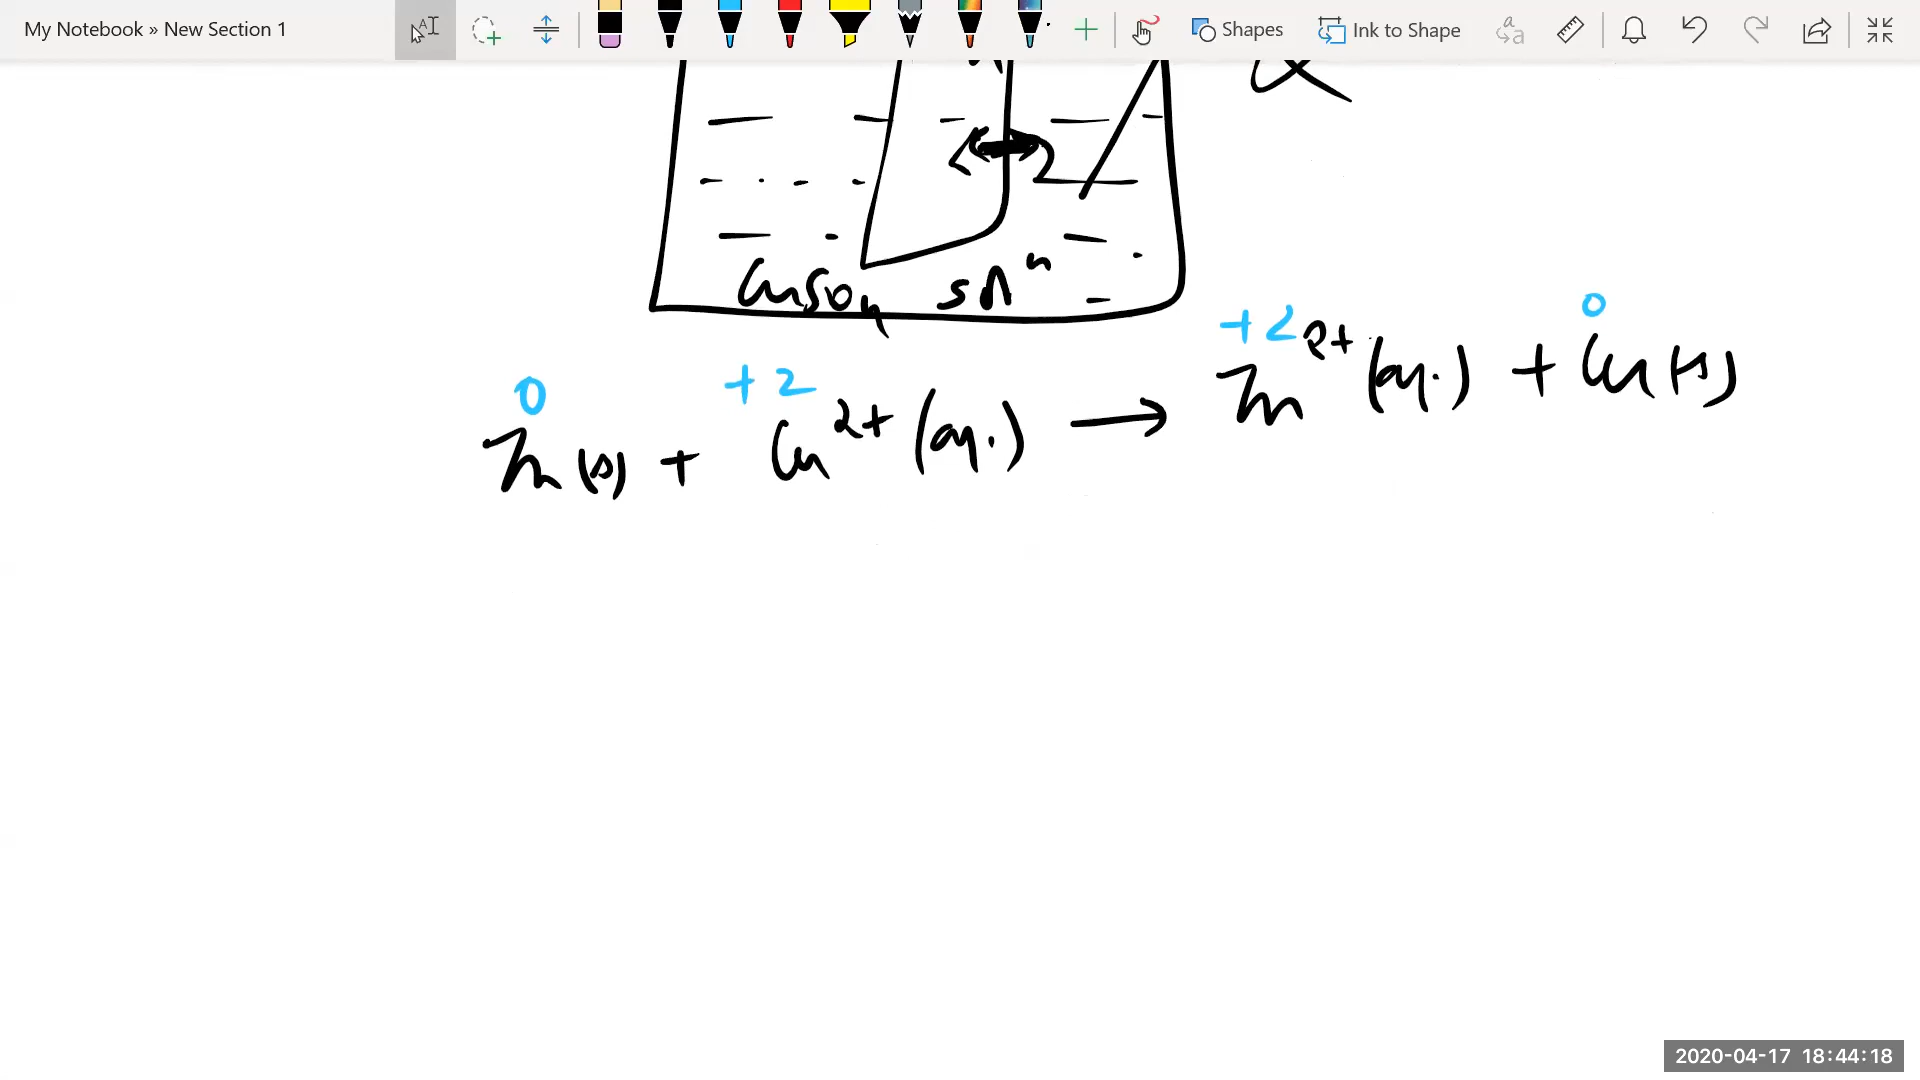 My Notebook » New Section 1
Shapes
Ink to Shape
CuSO4 solⁿ
0 +2 +2 0
Zn(s) + Cu²⁺(aq.) → Zn²⁺(aq.) + Cu(s)
2020-04-17 18:44:18